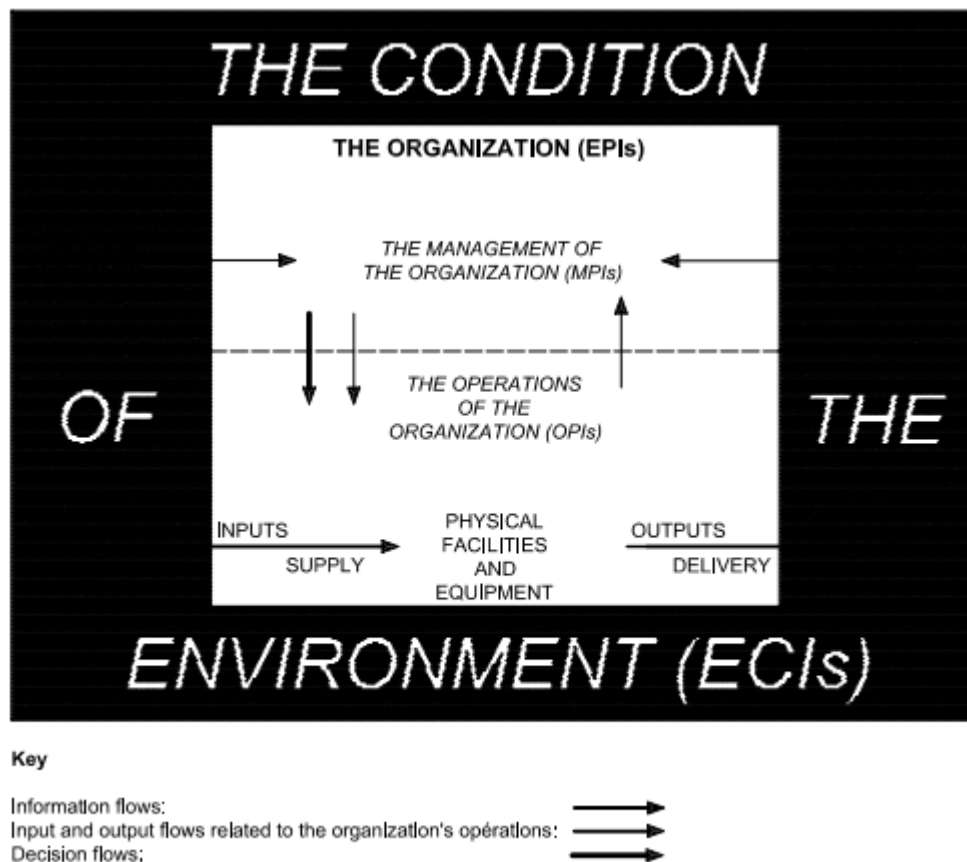 THE CONDITION
THE ORGANIZATION (EPIs)
THE MANAGEMENT OF
THE ORGANIZATION (MPIs)
THE OPERATIONS
OF THE
ORGANIZATION (OPIs)
OF
THE
INPUTS
SUPPLY
PHYSICAL
FACILITIES
AND
EQUIPMENT
OUTPUTS
DELIVERY
ENVIRONMENT (ECIs)
Key
Information flows:
Input and output flows related to the organization's opérations:
Decision flows: